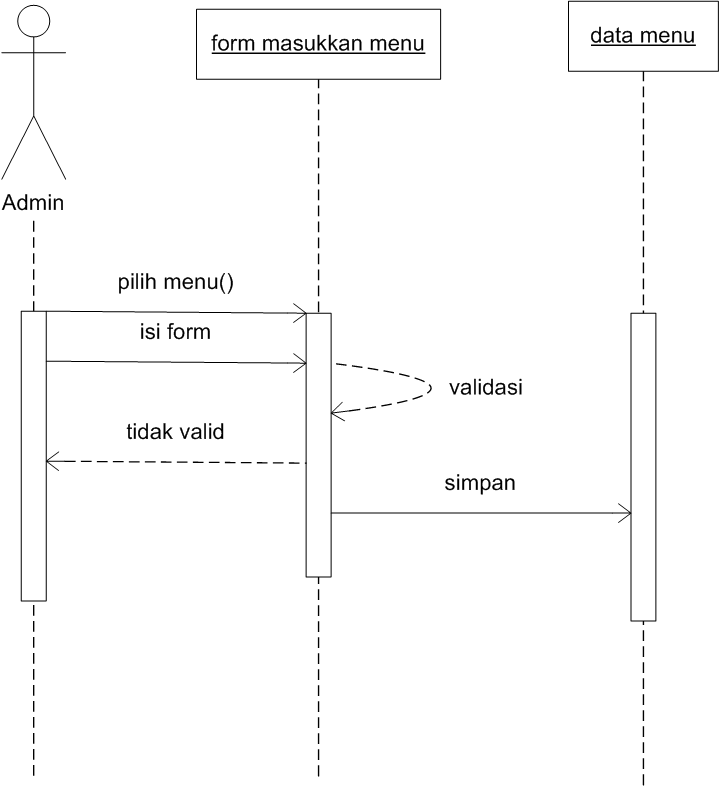 form masukkan menu
data menu
Admin
pilih menu()
isi form
validasi
tidak valid
simpan